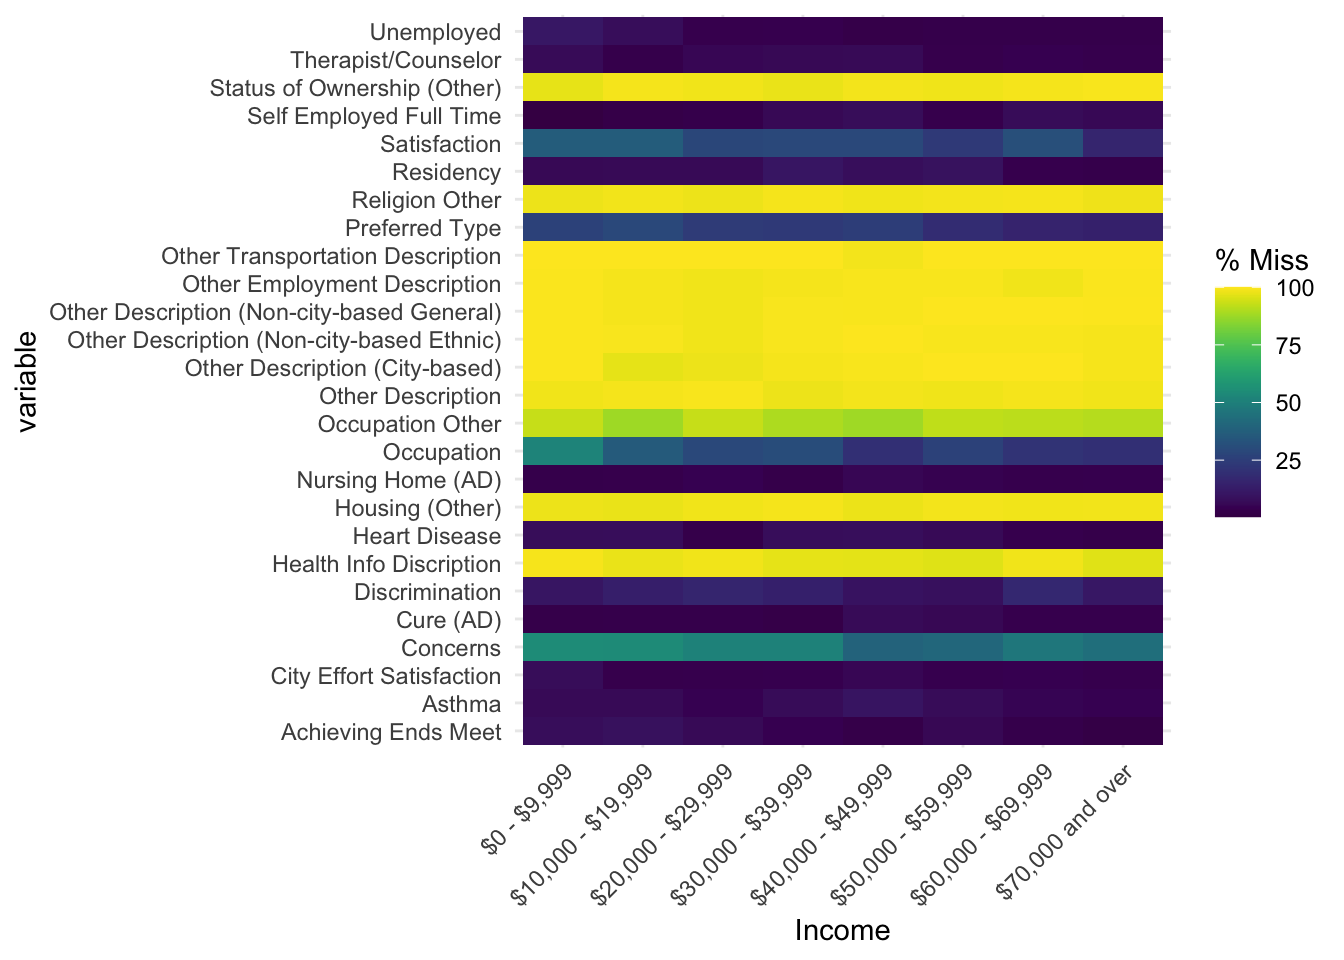 Unemployed
Therapist/Counselor
Status of Ownership (Other)
Self Employed Full Time
Satisfaction
Residency
Religion Other
Preferred Type
Other Transportation Description
Other Employment Description
Other Description (Non-city-based General)
Other Description (Non-city-based Ethnic)
Other Description (City-based)
Other Description
Occupation Other
Occupation
Nursing Home (AD)
Housing (Other)
Heart Disease
Health Info Discription
Discrimination
Cure (AD)
Concerns
City Effort Satisfaction
Asthma
Achieving Ends Meet
variable
$0 - $9,999
$10,000 - $19,999
$20,000 - $29,999
$30,000 - $39,999
$40,000 - $49,999
$50,000 - $59,999
$60,000 - $69,999
$70,000 and over
Income
% Miss
100
75
50
25